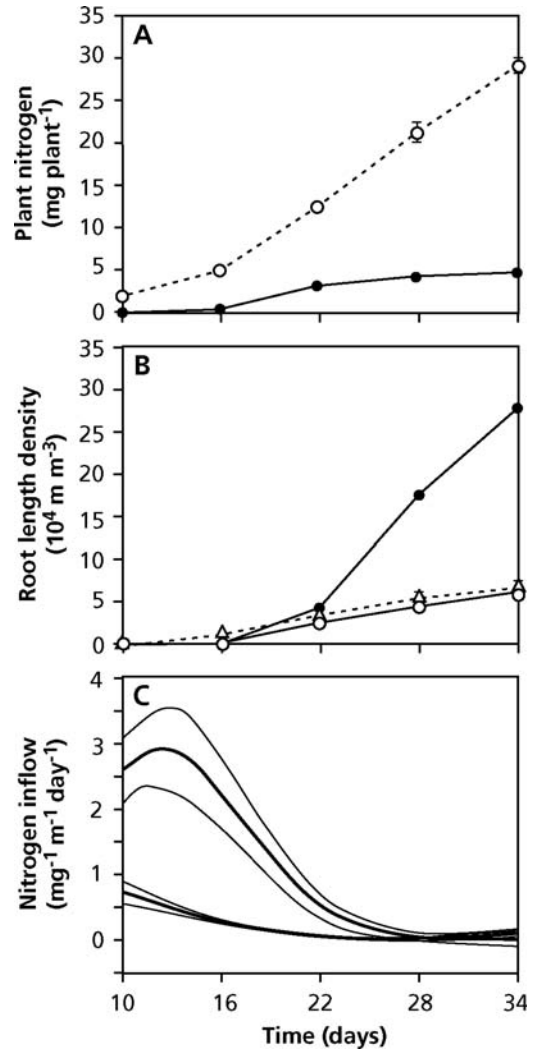 A
35
30
25
20
15
10
5
0
Plant nitrogen
(mg plant⁻¹)
B
35
30
25
20
15
10
5
0
Root length density
(10⁴ m m⁻³)
C
4
3
2
1
0
Nitrogen inflow
(mg⁻¹ m⁻¹ day⁻¹)
10 16 22 28 34
Time (days)